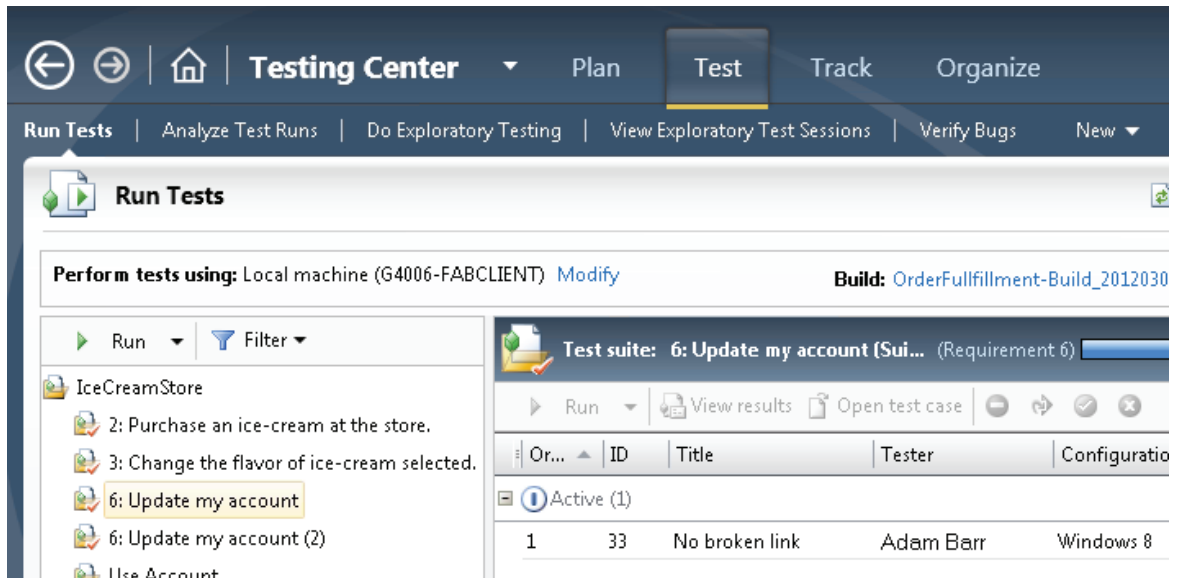 Testing Center Plan Test Track Organize
Run Tests | Analyze Test Runs | Do Exploratory Testing | View Exploratory Test Sessions | Verify Bugs New
Run Tests
Perform tests using: Local machine (G4006-FABCLIENT) Modify
Build: OrderFullfillment-Build_2012030
Run Filter
IceCreamStore
2: Purchase an ice-cream at the store.
3: Change the flavor of ice-cream selected.
6: Update my account
6: Update my account (2)
Use Account
Test suite: 6: Update my account (Sui... (Requirement 6)
Run View results Open test case
Or... ID Title Tester Configuratio
Active (1)
1 33 No broken link Adam Barr Windows 8